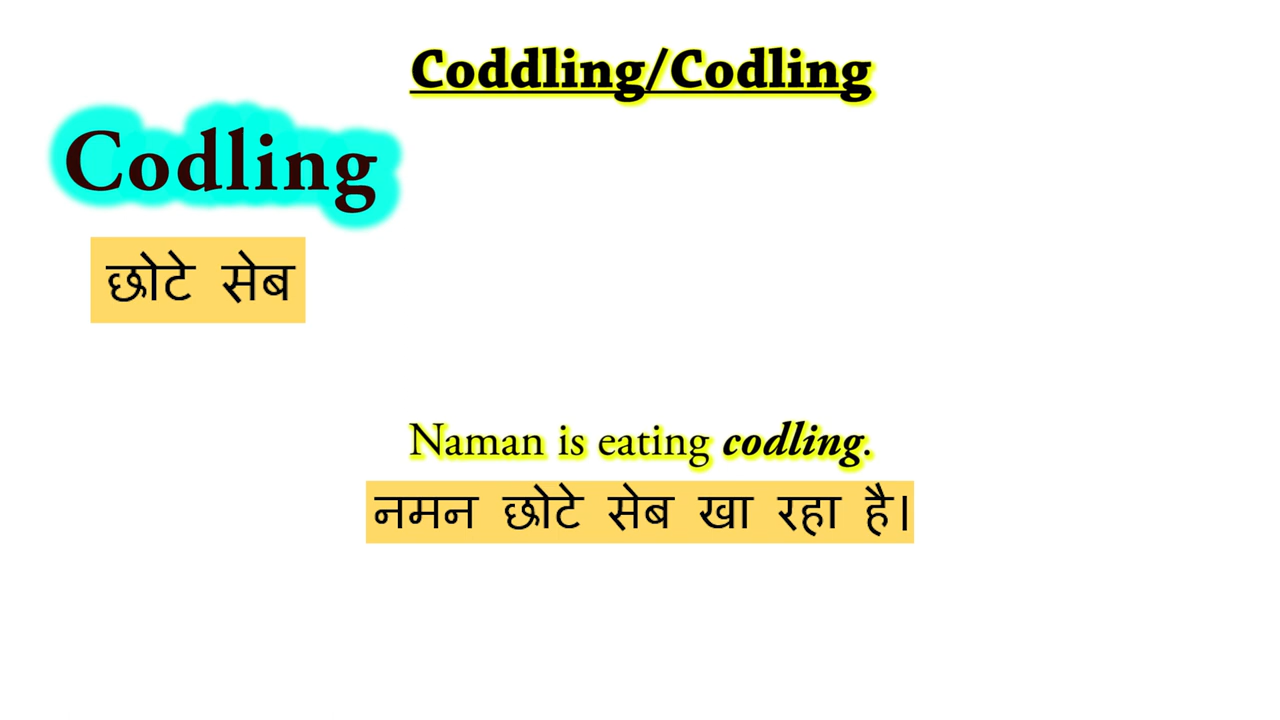 Coddling/Codling
Codling
छोटे सेब
Naman is eating codling.
नमन छोटे सेब खा रहा है।